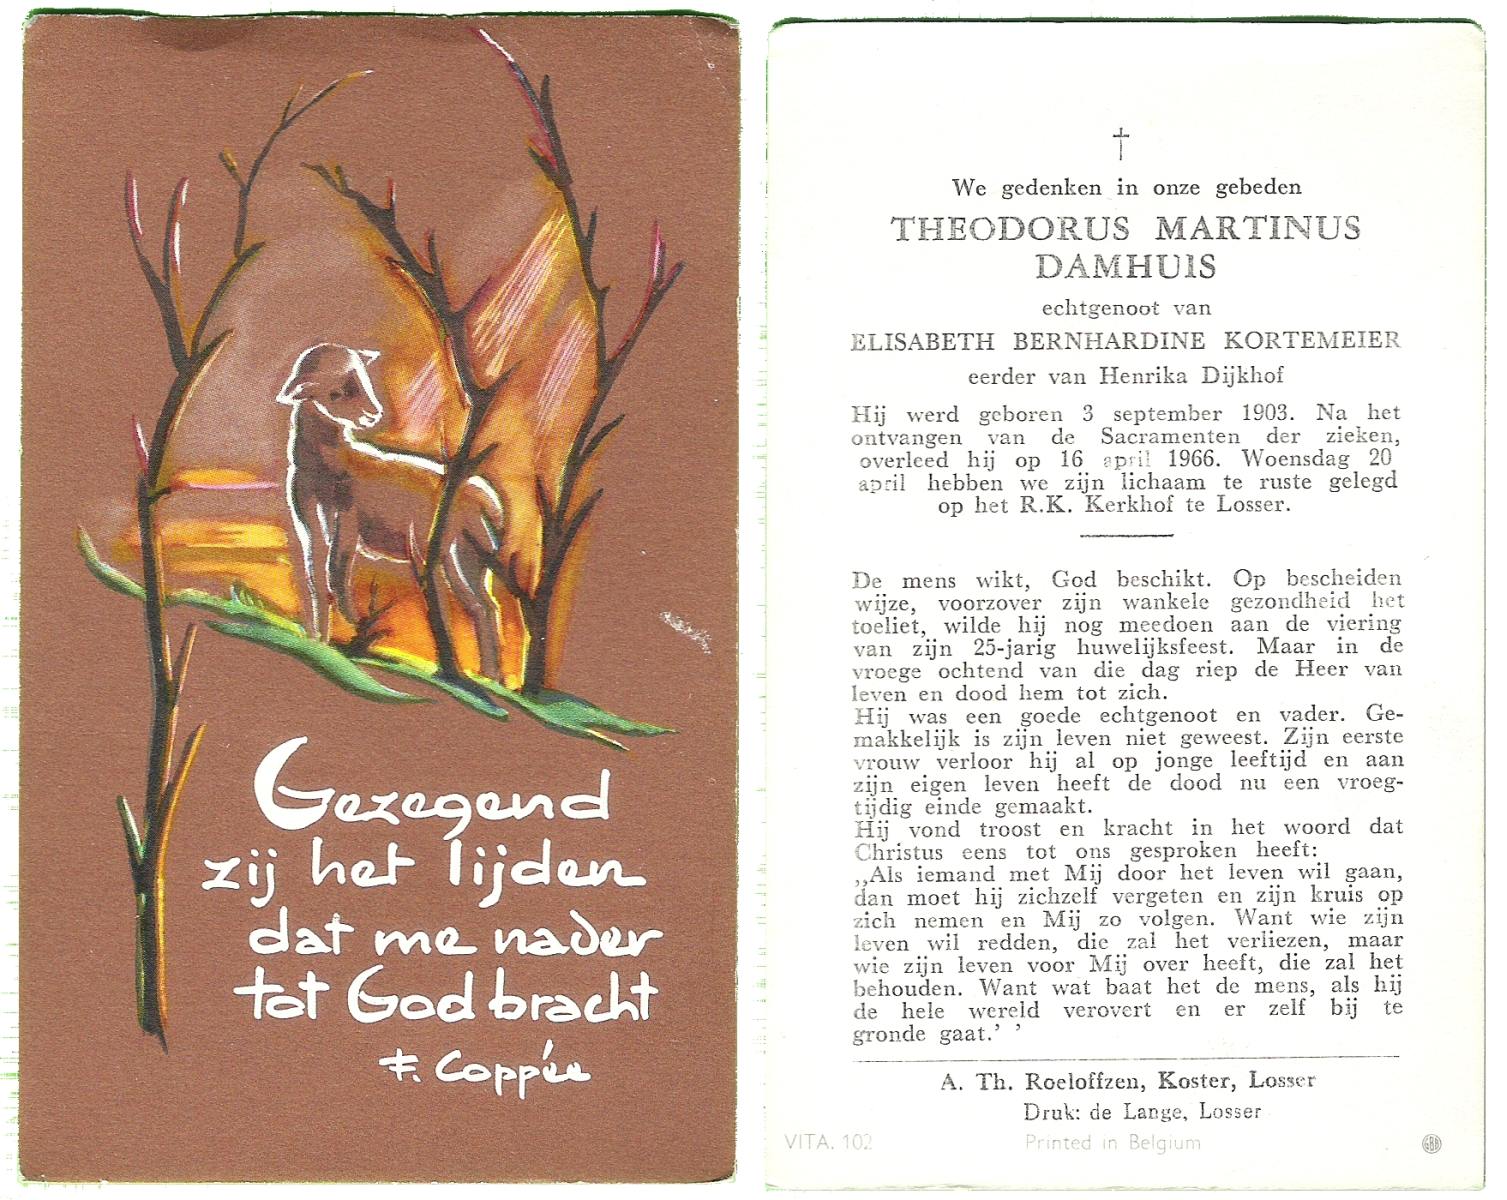 Gezegend
zij het lijden
dat me nader
tot God bracht
F. Coppée
We gedenken in onze gebeden
THEODORUS MARTINUS
DAMHUIS
echtgenoot van
ELISABETH BERNHARDINE KORTEMEIER
eerder van Henrika Dijkhof
Hij werd geboren 3 september 1903. Na het
ontvangen van de Sacramenten der zieken,
overleed hij op 16 april 1966. Woensdag 20
april hebben we zijn lichaam te ruste gelegd
op het R.K. Kerkhof te Losser.
De mens wikt, God beschikt. Op bescheiden
wijze, voorzover zijn wankele gezondheid het
toeliet, wilde hij nog meedoen aan de viering
van zijn 25-jarig huwelijksfeest. Maar in de
vroege ochtend van die dag riep de Heer van
leven en dood hem tot zich.
Hij was een goede echtgenoot en vader. Ge-
makkelijk is zijn leven niet geweest. Zijn eerste
vrouw verloor hij al op jonge leeftijd en aan
zijn eigen leven heeft de dood nu een vroeg-
tijdig einde gemaakt.
Hij vond troost en kracht in het woord dat
Christus eens tot ons gesproken heeft:
„Als iemand met Mij door het leven wil gaan,
dan moet hij zichzelf vergeten en zijn kruis op
zich nemen en Mij zo volgen. Want wie zijn
leven wil redden, die zal het verliezen, maar
wie zijn leven voor Mij over heeft, die zal het
behouden. Want wat baat het de mens, als hij
de hele wereld verovert en er zelf bij te
gronde gaat.’ ’
A. Th. Roeloffzen, Koster, Losser
Druk: de Lange, Losser
VITA. 102 Printed in Belgium GBB